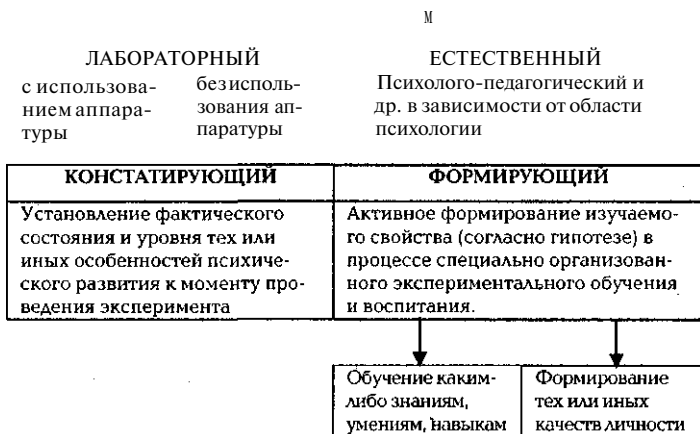 М
ЛАБОРАТОРНЫЙ
ЕСТЕСТВЕННЫЙ
с использова-
нием аппара-
туры
без исполь-
зования ап-
паратуры
Психолого-педагогический и
др. в зависимости от области
психологии
КОНСТАТИРУЮЩИЙ
ФОРМИРУЮЩИЙ
Установление фактического
состояния и уровня тех или
иных особенностей психиче-
ского развития к моменту про-
ведения эксперимента
Активное формирование изучаемо-
го свойства (согласно гипотезе) в
процессе специально организован-
ного экспериментального обучения
и воспитания.
Обучение каким-
либо знаниям,
умениям, навыкам
Формирование
тех или иных
качеств личности